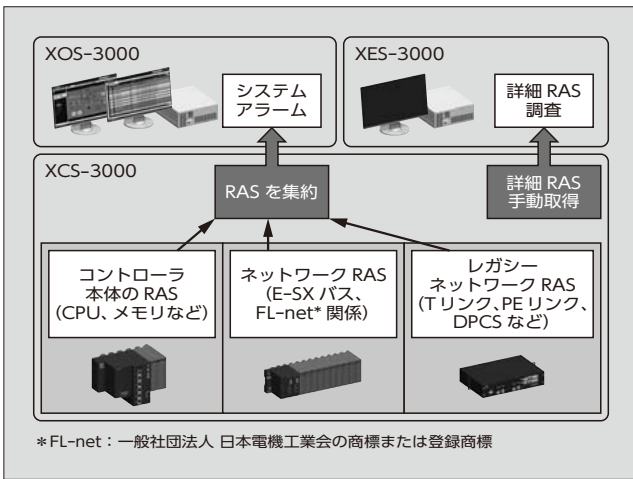 XOS-3000
システム
アラーム
XES-3000
詳細 RAS
調査
XCS-3000
RAS を集約
詳細 RAS
手動取得
コントローラ
本体の RAS
(CPU、メモリなど)
ネットワーク RAS
(E-SX バス、
FL-net* 関係)
レガシー
ネットワーク RAS
(T リンク、PE リンク、
DPCS など)
*FL-net：一般社団法人 日本電機工業会の商標または登録商標